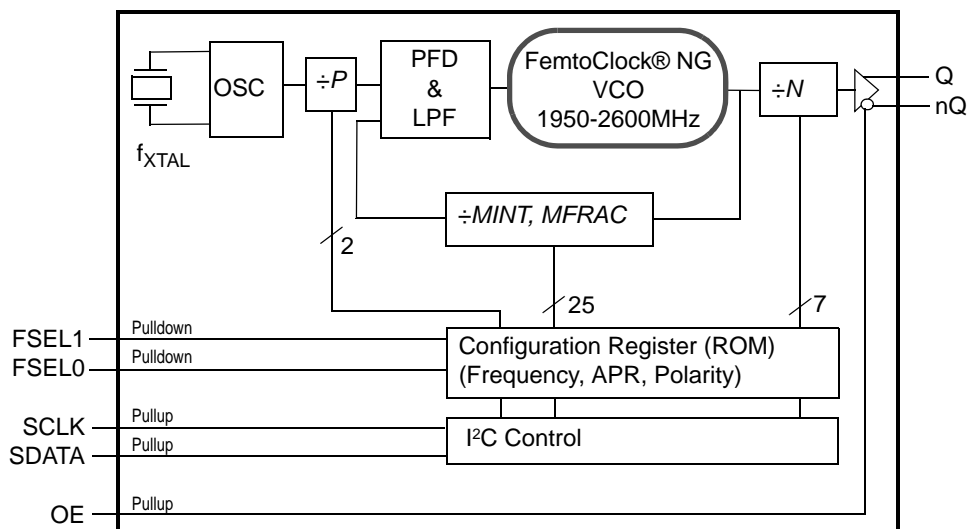 OSC
÷P
PFD
&
LPF
FemtoClock® NG
VCO
1950-2600MHz
÷N
Q
nQ
fXTAL
÷MINT, MFRAC
2
25
7
FSEL1
Pulldown
FSEL0
Pulldown
Configuration Register (ROM)
(Frequency, APR, Polarity)
SCLK
Pullup
SDATA
Pullup
I²C Control
OE
Pullup